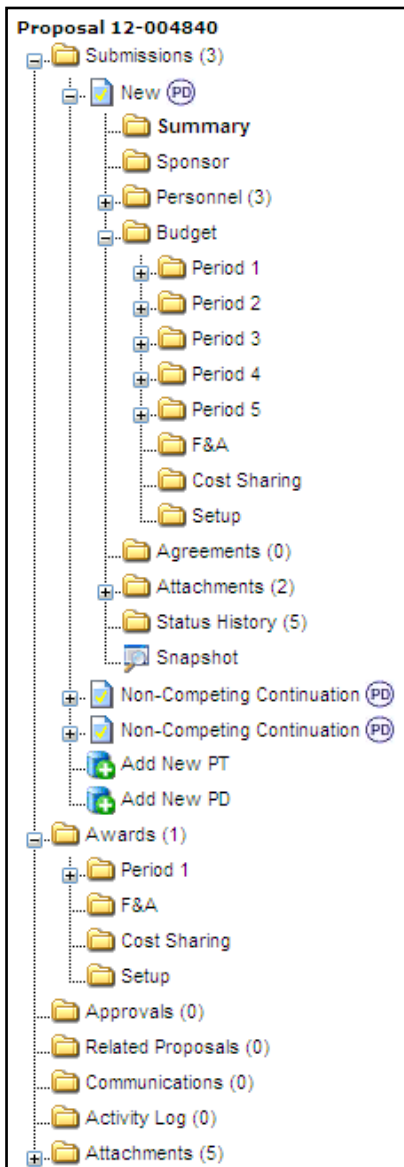 Proposal 12-004840
Submissions (3)
New PD
Summary
Sponsor
Personnel (3)
Budget
Period 1
Period 2
Period 3
Period 4
Period 5
F&A
Cost Sharing
Setup
Agreements (0)
Attachments (2)
Status History (5)
Snapshot
Non-Competing Continuation PD
Non-Competing Continuation PD
Add New PT
Add New PD
Awards (1)
Period 1
F&A
Cost Sharing
Setup
Approvals (0)
Related Proposals (0)
Communications (0)
Activity Log (0)
Attachments (5)